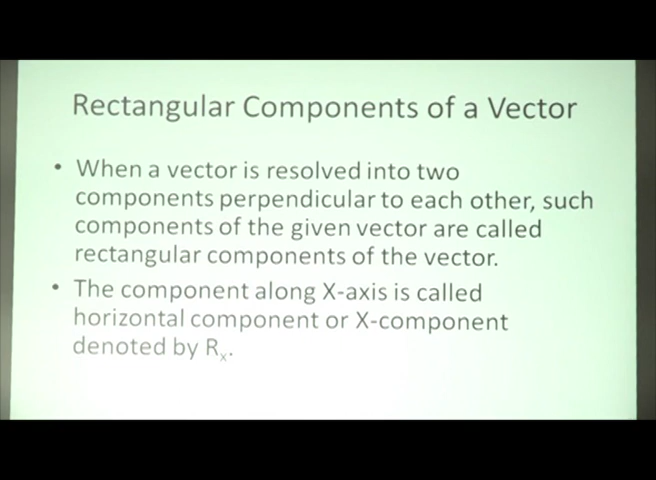 Rectangular Components of a Vector
• When a vector is resolved into two
components perpendicular to each other, such
components of the given vector are called
rectangular components of the vector.
• The component along X-axis is called
horizontal component or X-component
denoted by Rₓ.